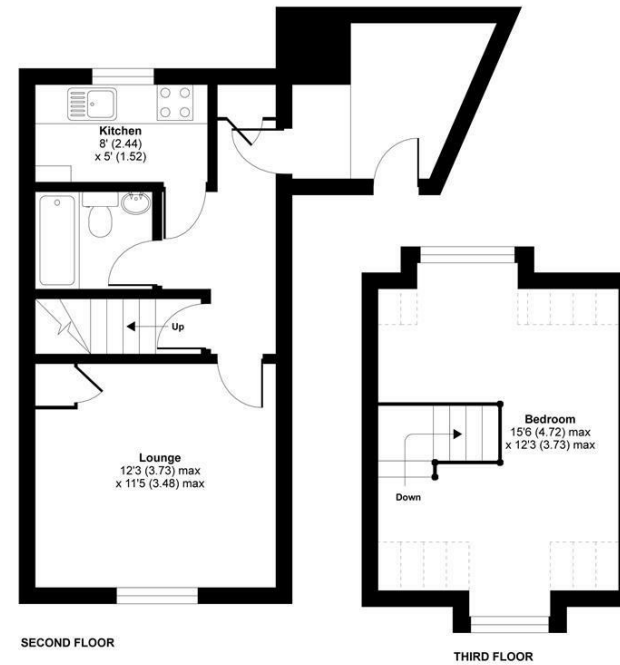 Kitchen
8' (2.44)
x 5' (1.52)
Up
Lounge
12'3 (3.73) max
x 11'5 (3.48) max
SECOND FLOOR
Bedroom
15'6 (4.72) max
x 12'3 (3.73) max
Down
THIRD FLOOR